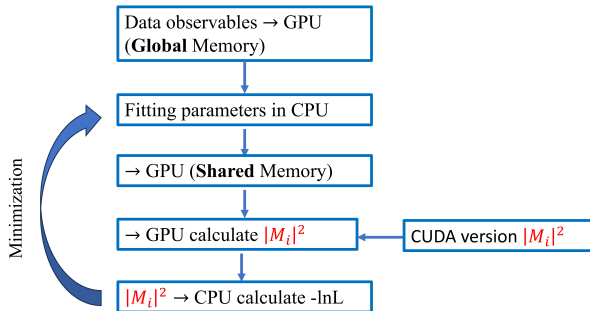 Data observables → GPU
(Global Memory)
Fitting parameters in CPU
→ GPU (Shared Memory)
→ GPU calculate |M_i|²
CUDA version |M_i|²
|M_i|² → CPU calculate -lnL
Minimization